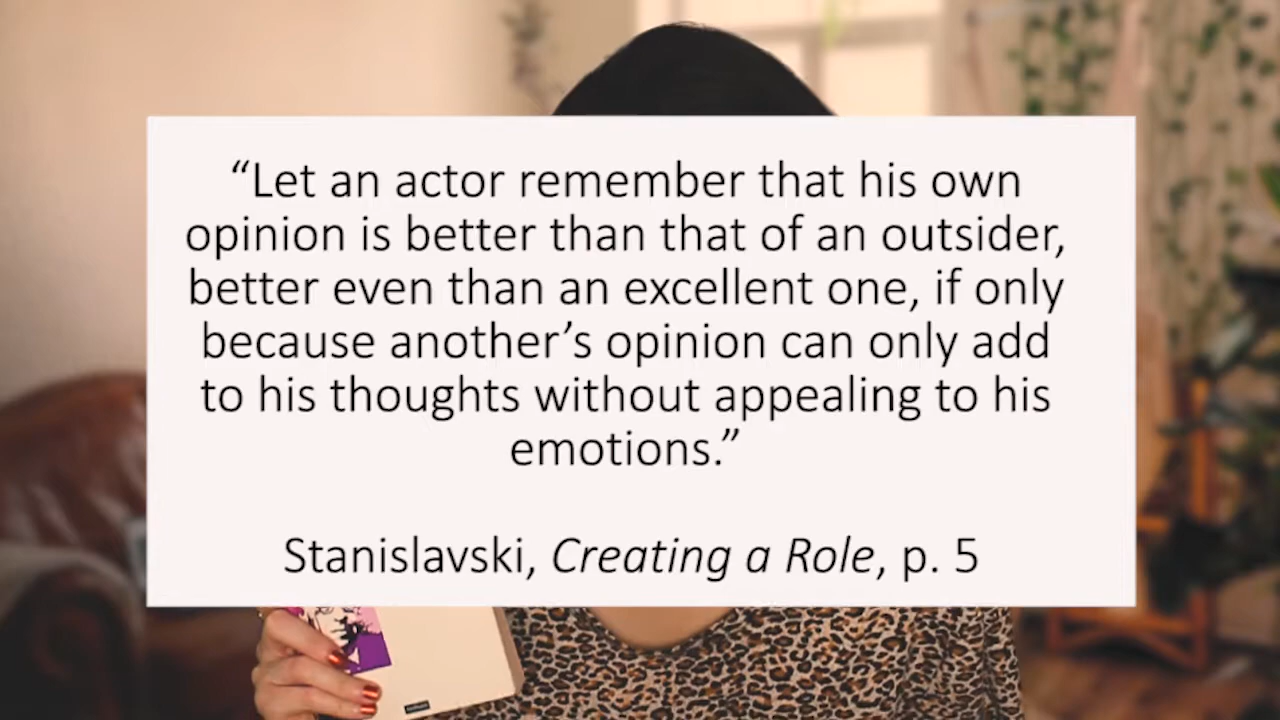 “Let an actor remember that his own
opinion is better than that of an outsider,
better even than an excellent one, if only
because another’s opinion can only add
to his thoughts without appealing to his
emotions.”
Stanislavski, Creating a Role, p. 5